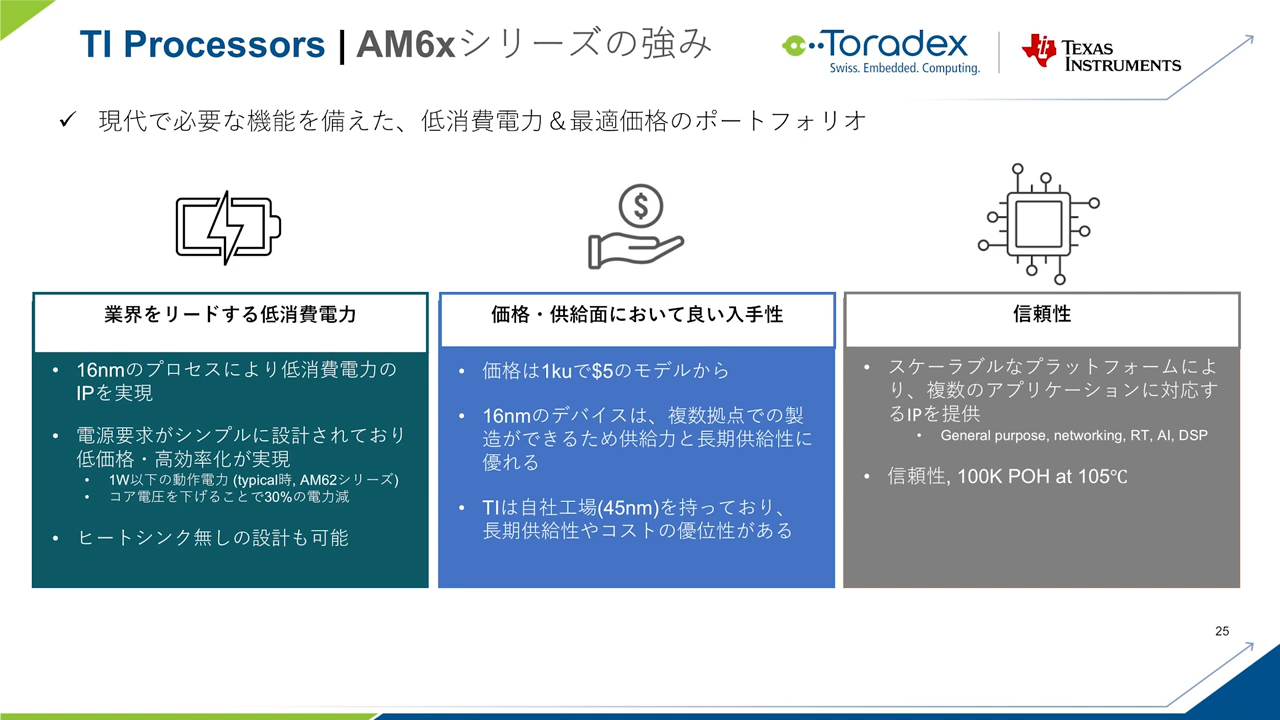 TI Processors | AM6xシリーズの強み
Toradex
Swiss. Embedded. Computing.
TEXAS
INSTRUMENTS
✓ 現代で必要な機能を備えた、低消費電力＆最適価格のポートフォリオ
$
業界をリードする低消費電力
• 16nmのプロセスにより低消費電力の
IPを実現
• 電源要求がシンプルに設計されており
低価格・高効率化が実現
• 1W以下の動作電力 (typical時, AM62シリーズ)
• コア電圧を下げることで30%の電力減
• ヒートシンク無しの設計も可能
価格・供給面において良い入手性
• 価格は1kuで$5のモデルから
• 16nmのデバイスは、複数拠点での製
造ができるため供給力と長期供給性に
優れる
• TIは自社工場(45nm)を持っており、
長期供給性やコストの優位性がある
信頼性
• スケーラブルなプラットフォームによ
り、複数のアプリケーションに対応す
るIPを提供
• General purpose, networking, RT, AI, DSP
• 信頼性, 100K POH at 105℃
25